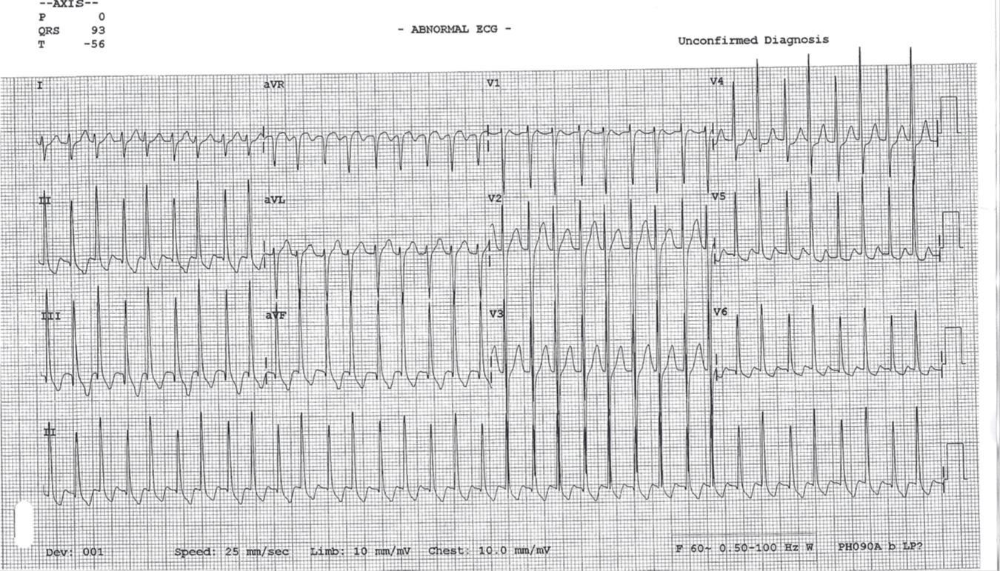 --AXIS--
P 0
QRS 93
T -56
- ABNORMAL ECG -
Unconfirmed Diagnosis
I aVR V1 V4
II aVL V2 V5
III aVF V3 V6
II
Dev: 001 Speed: 25 mm/sec Limb: 10 mm/mV Chest: 10.0 mm/mV F 60~ 0.50-100 Hz W PH090A b LP?